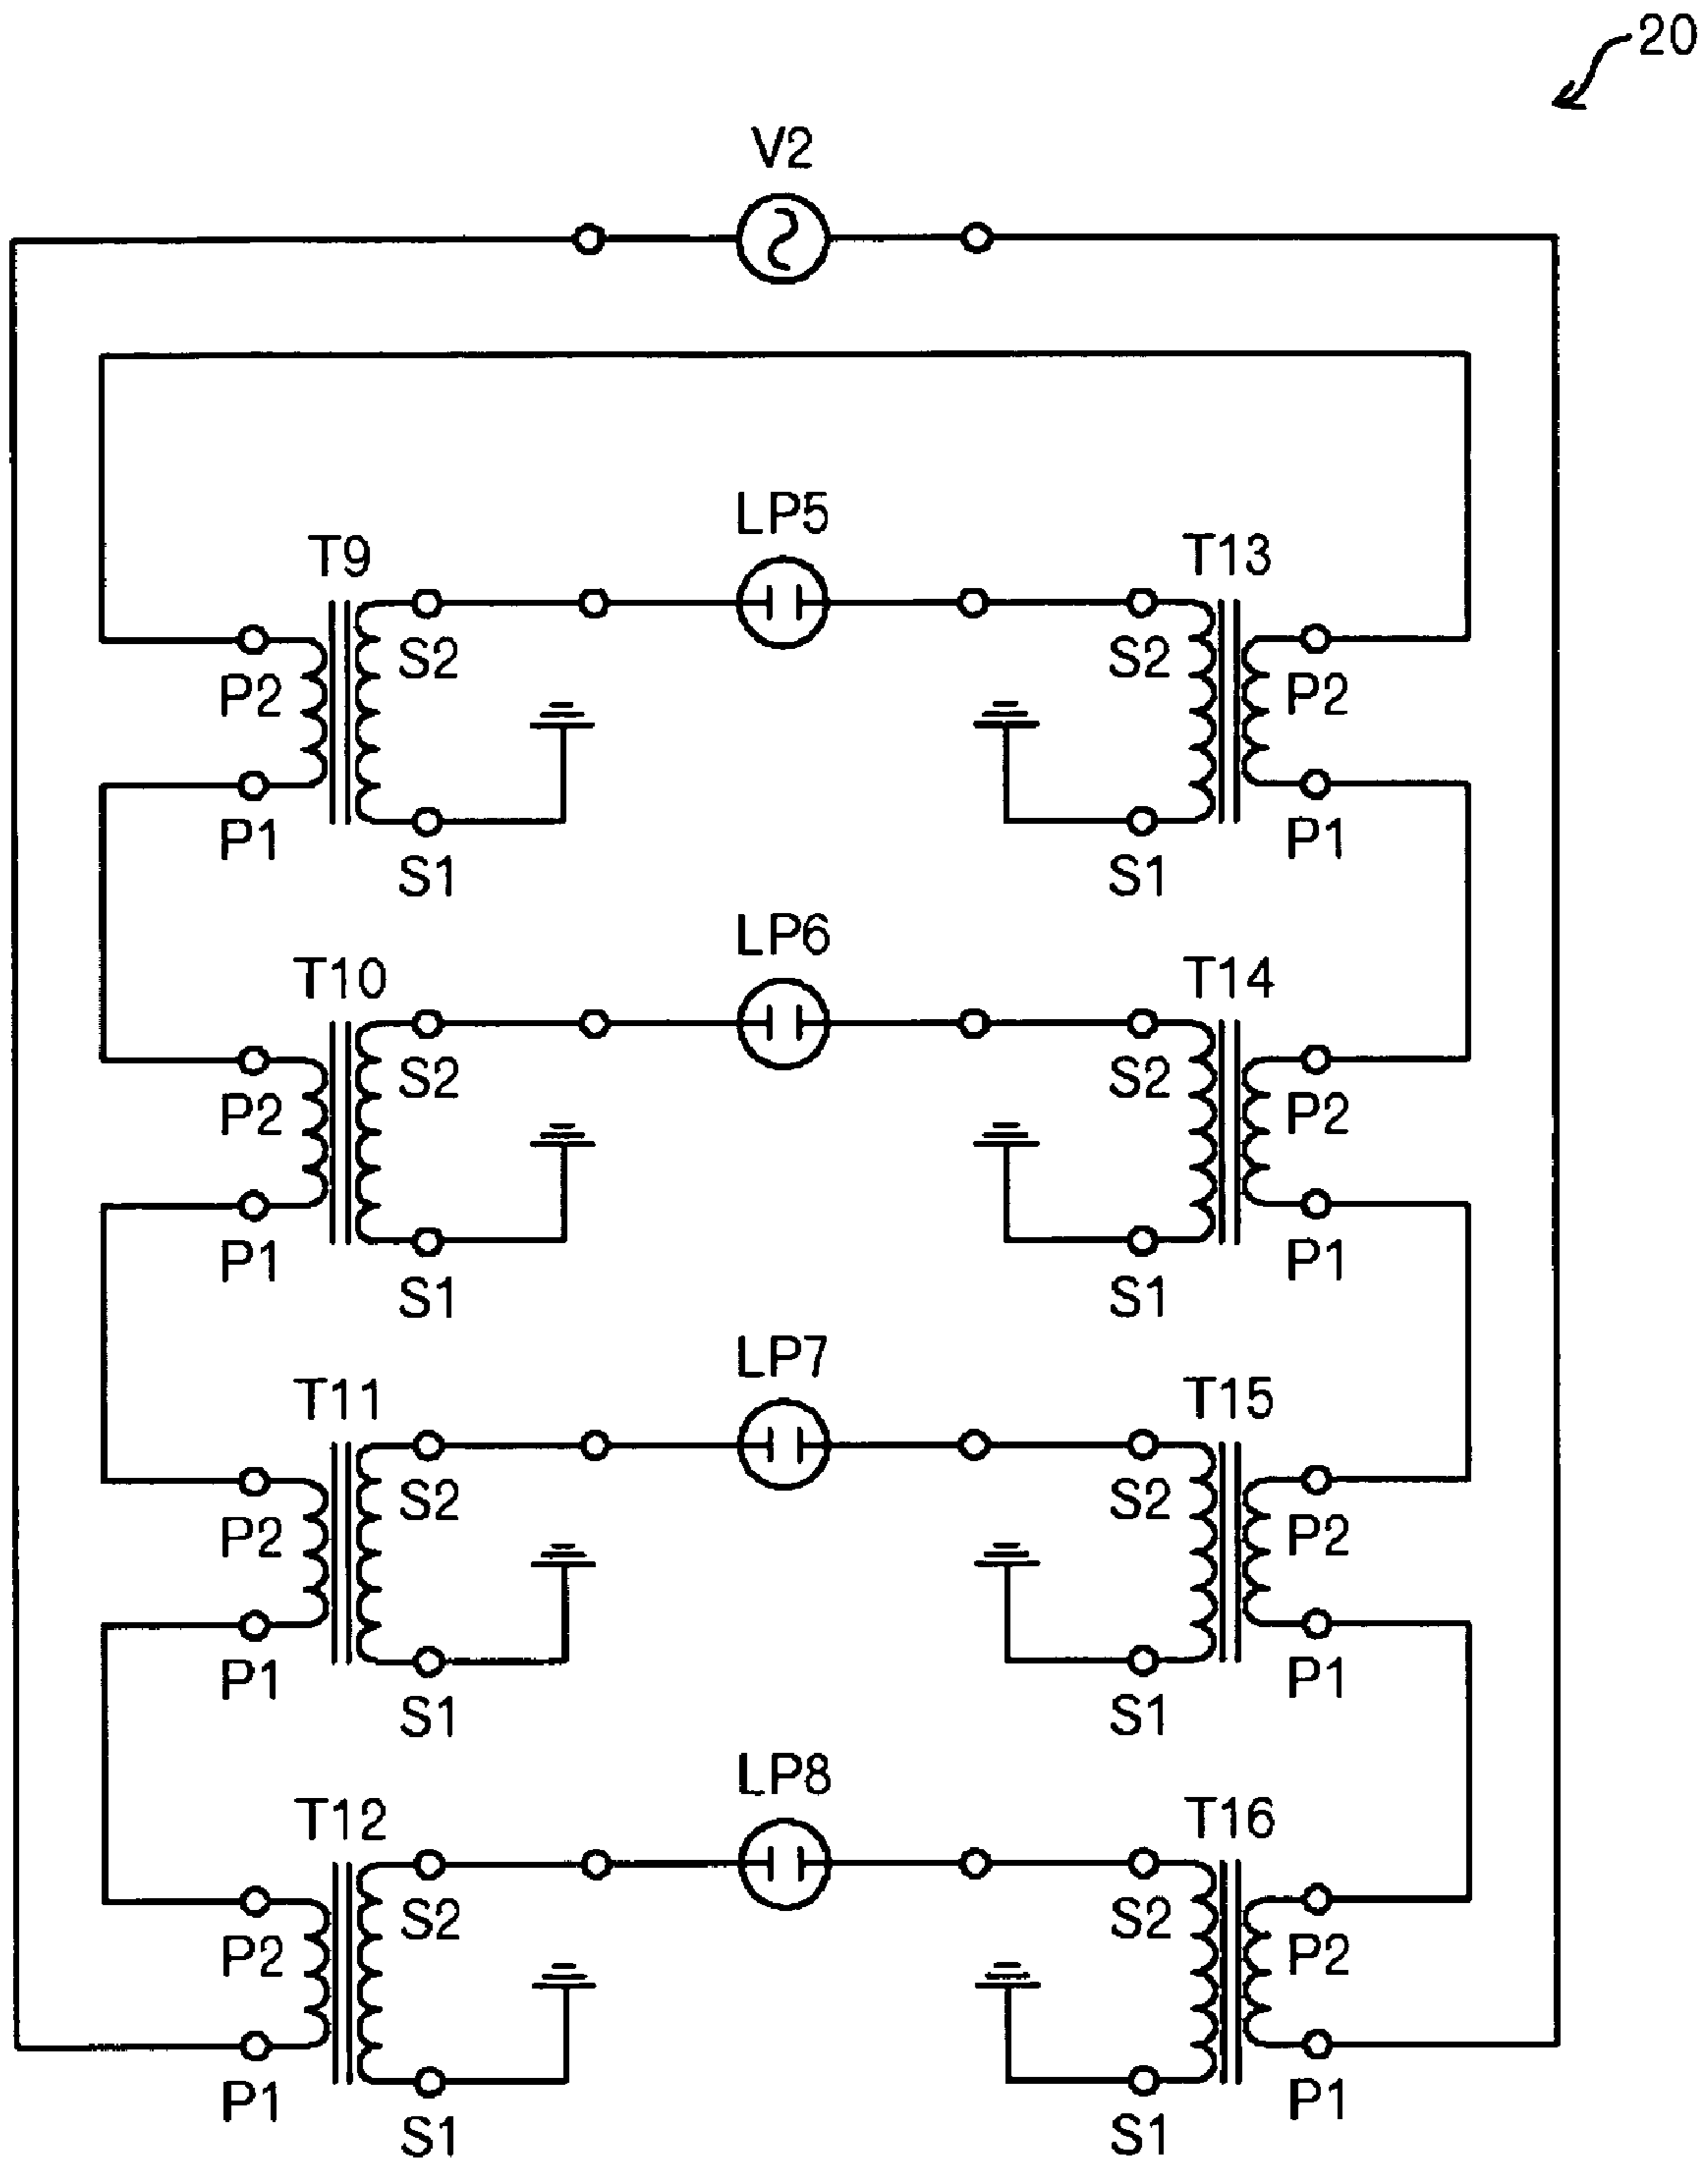 20
V2
LP5
T9 T13
S2 S2
P2 P2
P1 P1
S1 S1
LP6
T10 T14
S2 S2
P2 P2
P1 P1
S1 S1
LP7
T11 T15
S2 S2
P2 P2
P1 P1
S1 S1
LP8
T12 T16
S2 S2
P2 P2
P1 P1
S1 S1